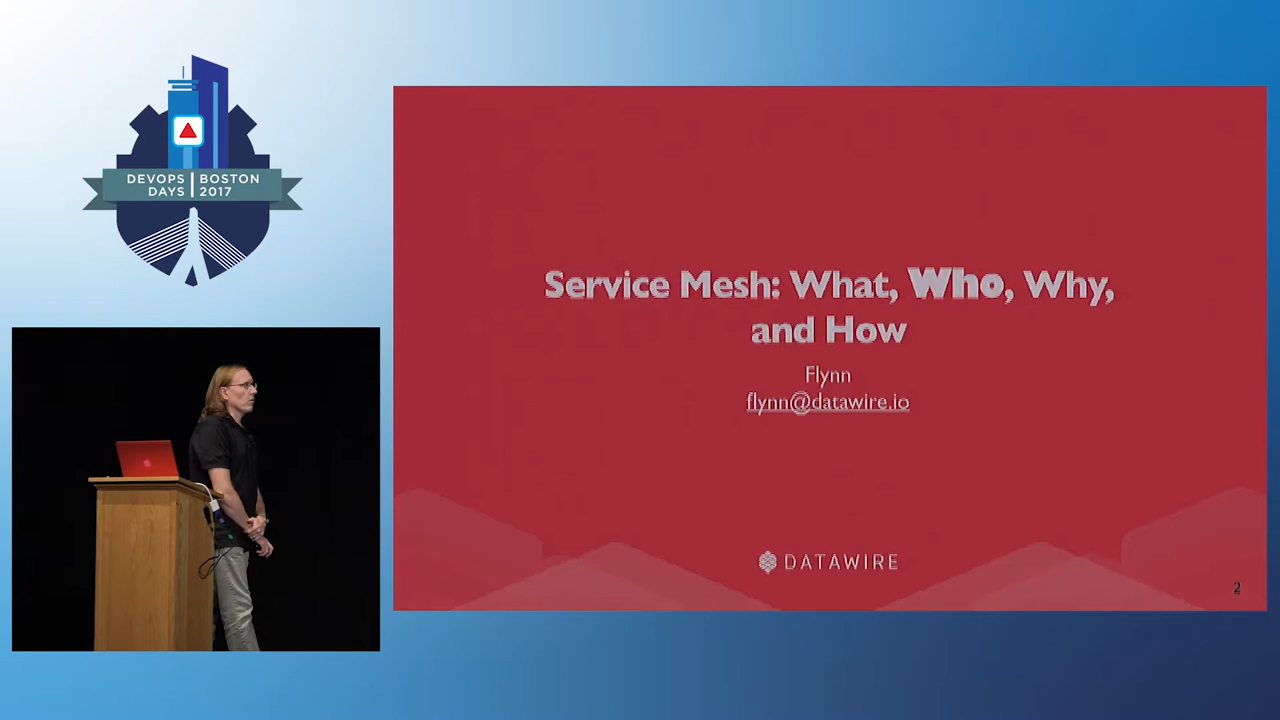 DEVOPS BOSTON
DAYS 2017
Service Mesh: What, Who, Why,
and How
Flynn
flynn@datawire.io
DATAWIRE
2